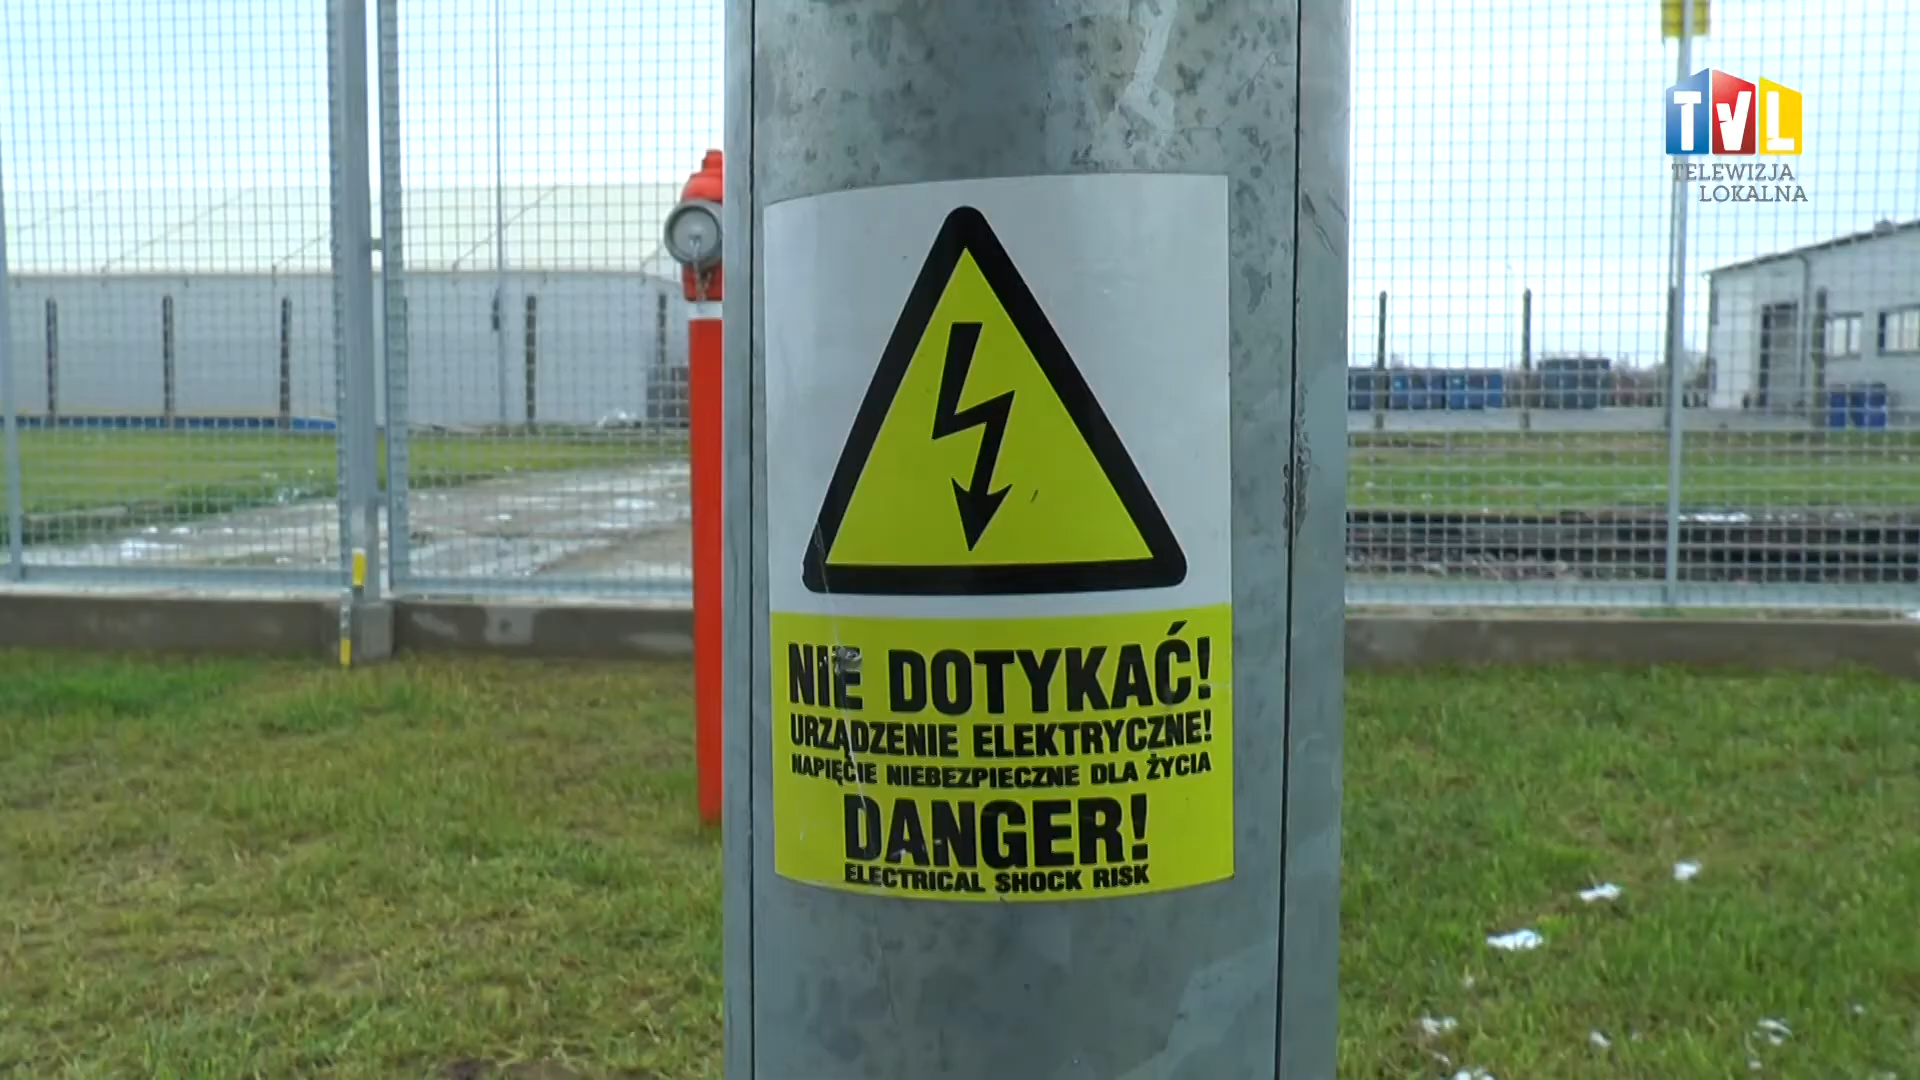 TVL
TELEWIZJA
LOKALNA
NIE DOTYKAĆ!
URZĄDZENIE ELEKTRYCZNE!
NAPIĘCIE NIEBEZPIECZNE DLA ŻYCIA
DANGER!
ELECTRICAL SHOCK RISK